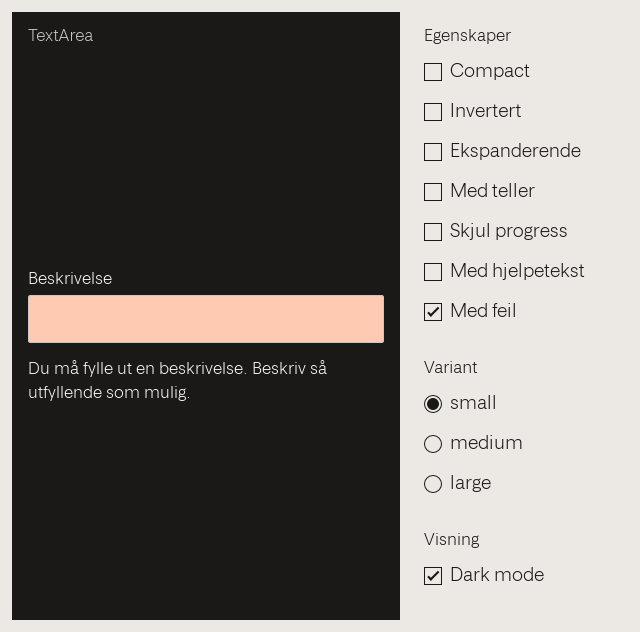 TextArea
Beskrivelse
Du må fylle ut en beskrivelse. Beskriv så
utfyllende som mulig.
Egenskaper
Compact
Invertert
Ekspanderende
Med teller
Skjul progress
Med hjelpetekst
Med feil
Variant
small
medium
large
Visning
Dark mode